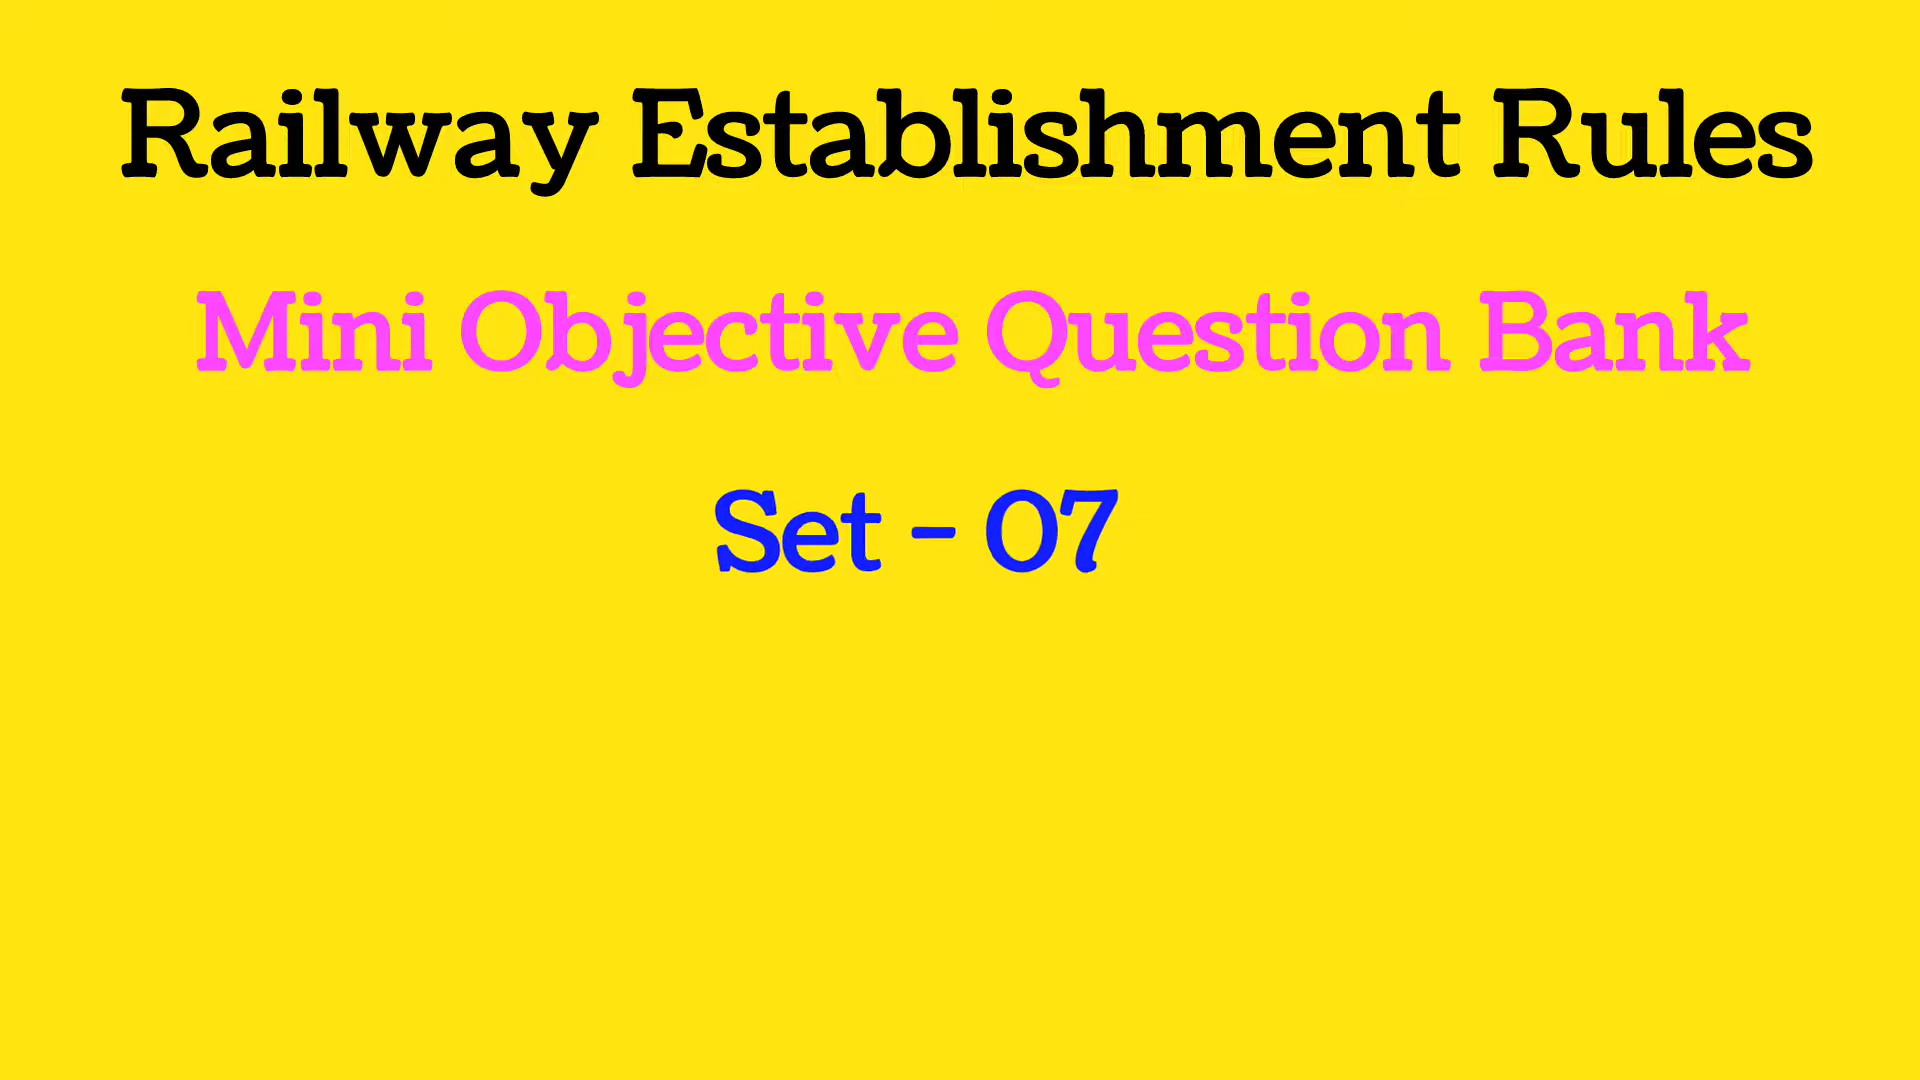 Railway Establishment Rules
Mini Objective Question Bank
Set - 07